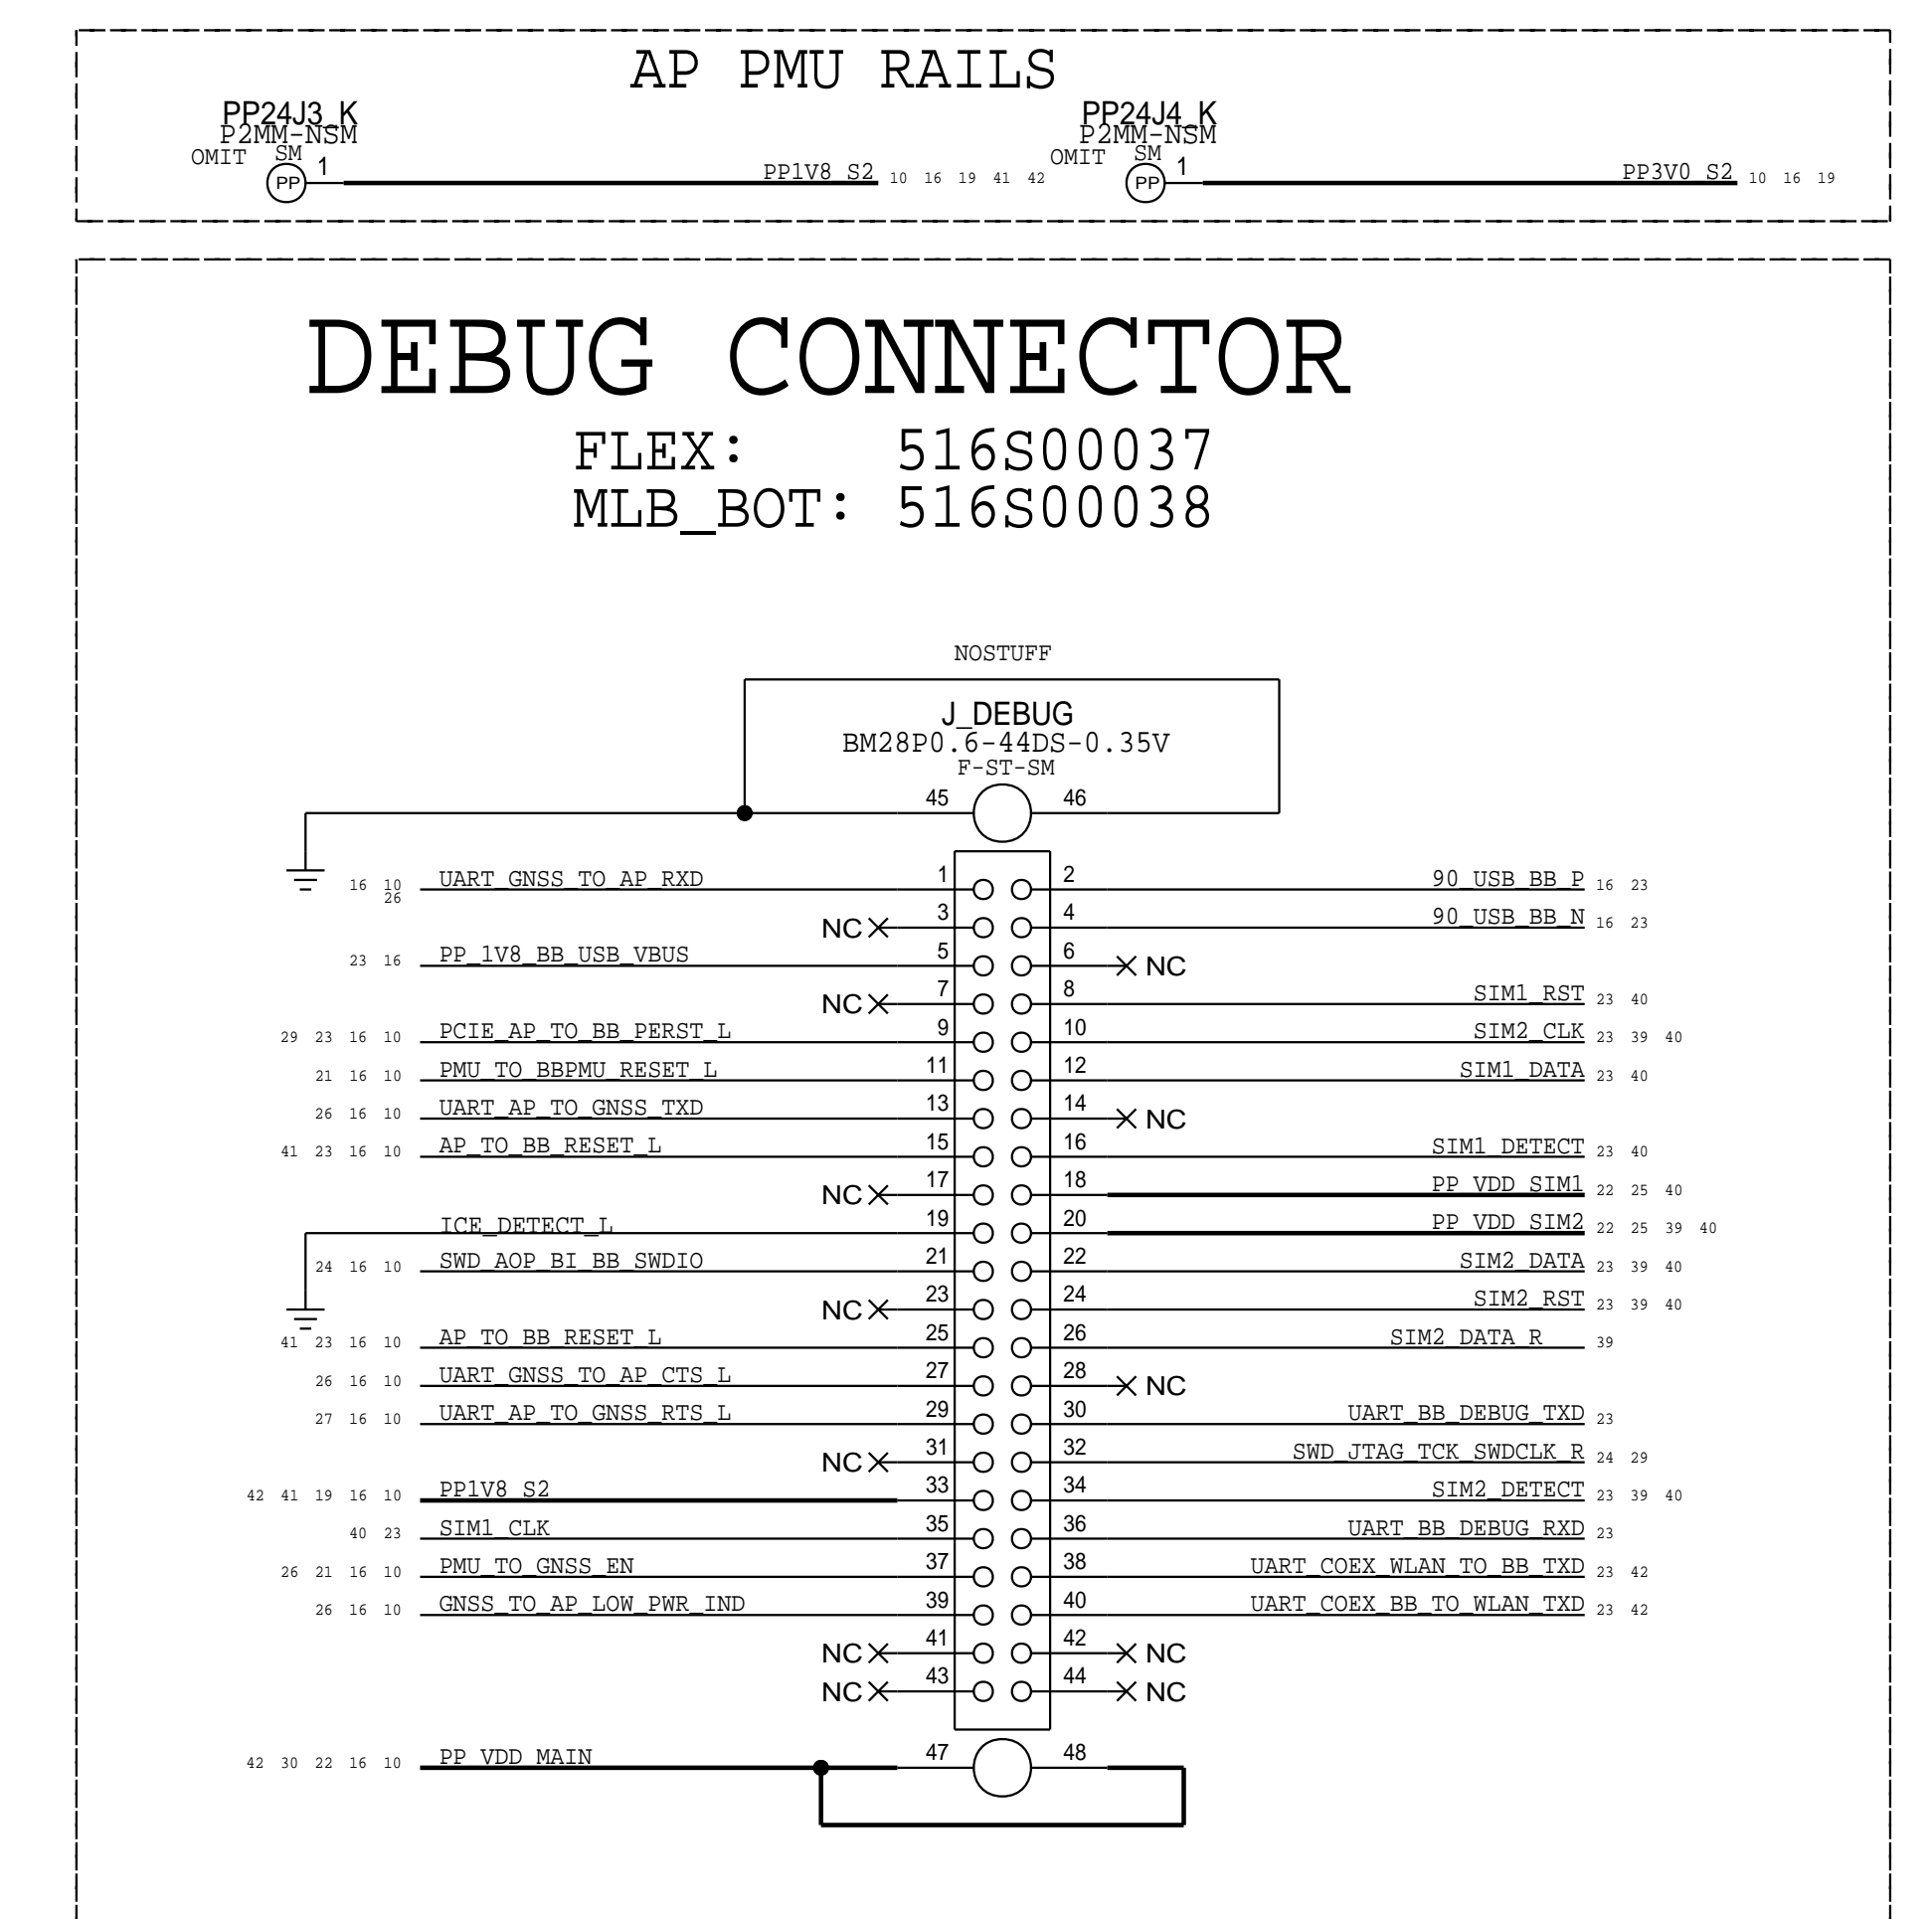 AP PMU RAILS
PP24J3_K
P2MM-NSM
OMIT SM 1
PP
PP1V8_S2 10 16 19 41 42
PP24J4_K
P2MM-NSM
OMIT SM 1
PP
PP3V0_S2 10 16 19
DEBUG CONNECTOR
FLEX: 516S00037
MLB_BOT: 516S00038
NOSTUFF
J_DEBUG
BM28P0.6-44DS-0.35V
F-ST-SM
45 46
16 10 26 UART_GNSS_TO_AP_RXD 1 2 90_USB_BB_P 16 23
NC 3 4 90_USB_BB_N 16 23
23 16 PP_1V8_BB_USB_VBUS 5 6 NC
NC 7 8 SIM1_RST 23 40
29 23 16 10 PCIE_AP_TO_BB_PERST_L 9 10 SIM2_CLK 23 39 40
21 16 10 PMU_TO_BBPMU_RESET_L 11 12 SIM1_DATA 23 40
26 16 10 UART_AP_TO_GNSS_TXD 13 14 NC
41 23 16 10 AP_TO_BB_RESET_L 15 16 SIM1_DETECT 23 40
NC 17 18 PP_VDD_SIM1 22 25 40
ICE_DETECT_L 19 20 PP_VDD_SIM2 22 25 39 40
24 16 10 SWD_AOP_BI_BB_SWDIO 21 22 SIM2_DATA 23 39 40
NC 23 24 SIM2_RST 23 39 40
41 23 16 10 AP_TO_BB_RESET_L 25 26 SIM2_DATA_R 39
26 16 10 UART_GNSS_TO_AP_CTS_L 27 28 NC
27 16 10 UART_AP_TO_GNSS_RTS_L 29 30 UART_BB_DEBUG_TXD 23
NC 31 32 SWD_JTAG_TCK_SWDCLK_R 24 29
42 41 19 16 10 PP1V8_S2 33 34 SIM2_DETECT 23 39 40
40 23 SIM1_CLK 35 36 UART_BB_DEBUG_RXD 23
26 21 16 10 PMU_TO_GNSS_EN 37 38 UART_COEX_WLAN_TO_BB_TXD 23 42
26 16 10 GNSS_TO_AP_LOW_PWR_IND 39 40 UART_COEX_BB_TO_WLAN_TXD 23 42
NC 41 42 NC
NC 43 44 NC
42 30 22 16 10 PP_VDD_MAIN 47 48